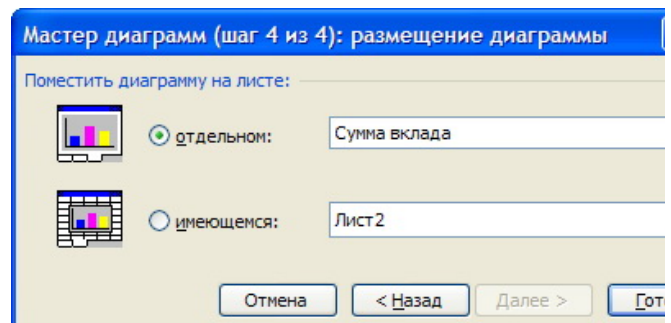 Мастер диаграмм (шаг 4 из 4): размещение диаграммы
Поместить диаграмму на листе:
отдельном: Сумма вклада
имеющемся: Лист2
Отмена < Назад Далее >